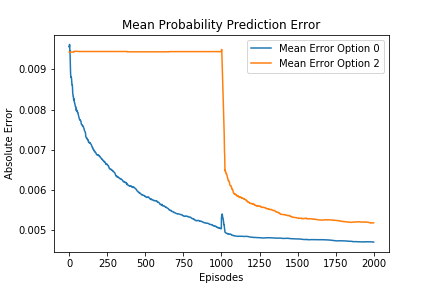 Mean Probability Prediction Error
Mean Error Option 0
Mean Error Option 2
Absolute Error
0.009
0.008
0.007
0.006
0.005
0 250 500 750 1000 1250 1500 1750 2000
Episodes